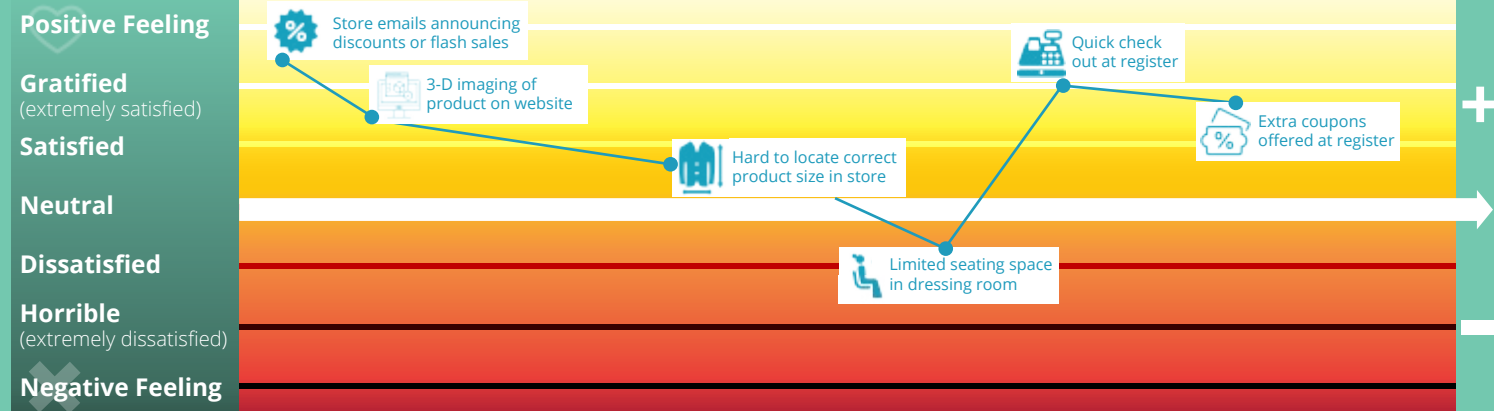 Positive Feeling
Gratified
(extremely satisfied)
Satisfied
Neutral
Dissatisfied
Horrible
(extremely dissatisfied)
Negative Feeling
%
Store emails announcing
discounts or flash sales
3-D imaging of
product on website
Hard to locate correct
product size in store
Limited seating space
in dressing room
Quick check
out at register
%
Extra coupons
offered at register
+